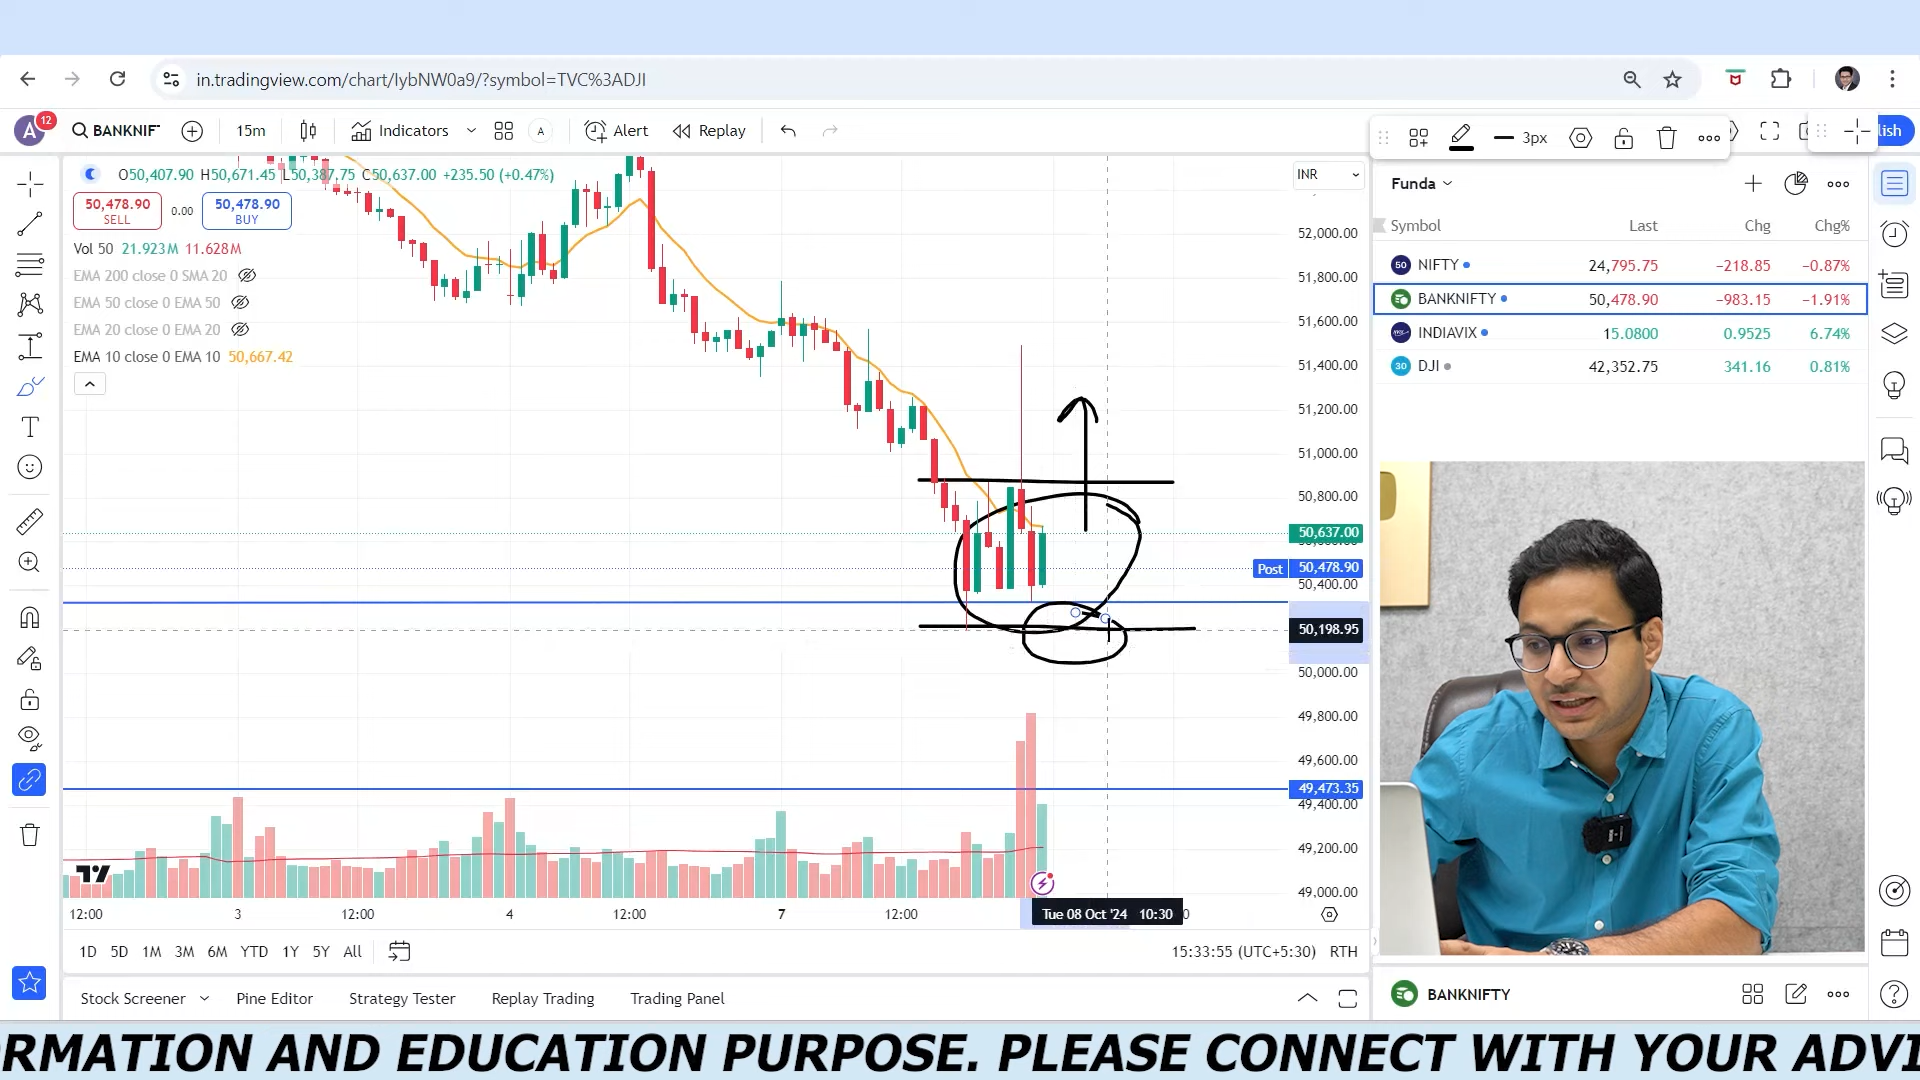 in.tradingview.com/chart/IybNW0a9/?symbol=TVC%3ADJI
A 12 BANKNIF 15m Indicators A Alert Replay lish
3px
O50,407.90 H50,671.45 L50,387.75 C50,637.00 +235.50 (+0.47%)
INR
50,478.90 SELL
0.00
50,478.90 BUY
Vol 50 21.923M 11.628M
EMA 200 close 0 SMA 20
EMA 50 close 0 EMA 50
EMA 20 close 0 EMA 20
EMA 10 close 0 EMA 10 50,667.42
52,000.00
51,800.00
51,600.00
51,400.00
51,200.00
51,000.00
50,800.00
50,637.00
Post 50,478.90
50,400.00
50,198.95
50,000.00
49,800.00
49,600.00
49,473.35
49,400.00
49,200.00
49,000.00
12:00 3 12:00 4 12:00 7 12:00 Tue 08 Oct '24 10:30
1D 5D 1M 3M 6M YTD 1Y 5Y All
15:33:55 (UTC+5:30) RTH
Stock Screener Pine Editor Strategy Tester Replay Trading Trading Panel
Funda
Symbol Last Chg Chg%
50 NIFTY 24,795.75 −218.85 −0.87%
BANKNIFTY 50,478.90 −983.15 −1.91%
INDIAVIX 15.0800 0.9525 6.74%
30 DJI 42,352.75 341.16 0.81%
BANKNIFTY
ORMATION AND EDUCATION PURPOSE. PLEASE CONNECT WITH YOUR ADVI